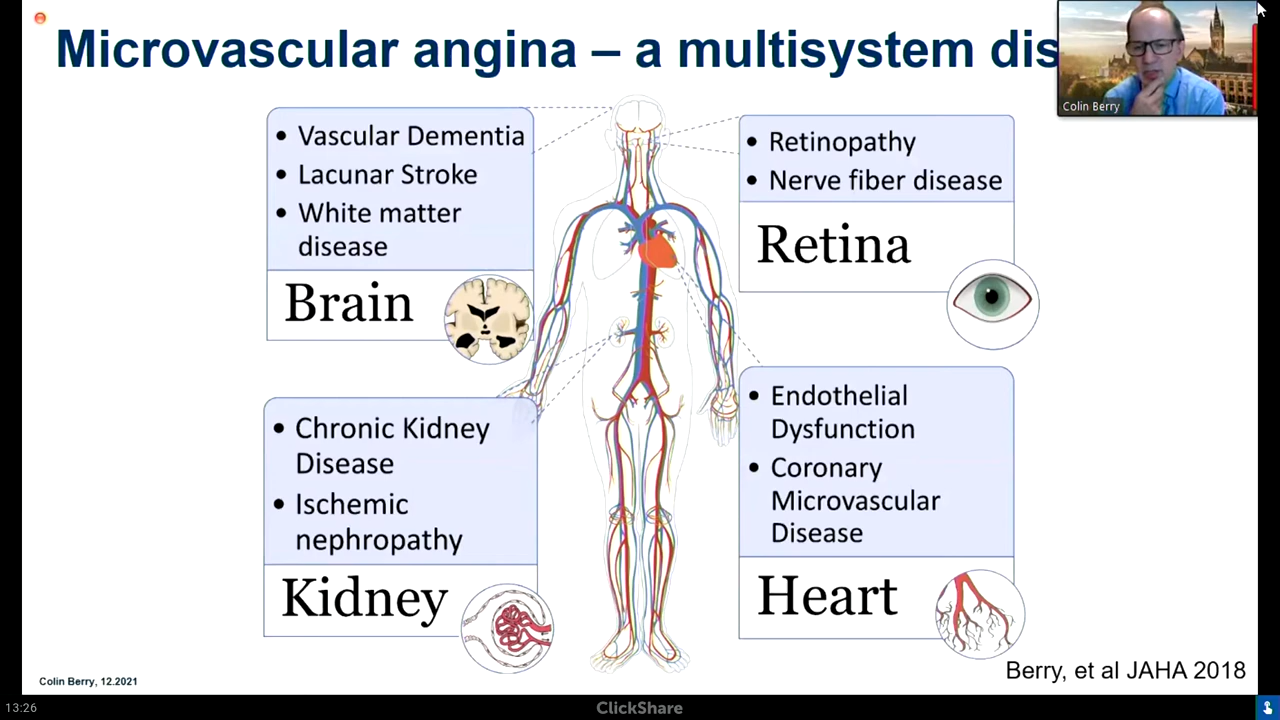 Microvascular angina – a multisystem dis
Colin Berry
• Vascular Dementia
• Lacunar Stroke
• White matter
disease
Brain
• Retinopathy
• Nerve fiber disease
Retina
• Chronic Kidney
Disease
• Ischemic
nephropathy
Kidney
• Endothelial
Dysfunction
• Coronary
Microvascular
Disease
Heart
Berry, et al JAHA 2018
Colin Berry, 12.2021
13:26
ClickShare